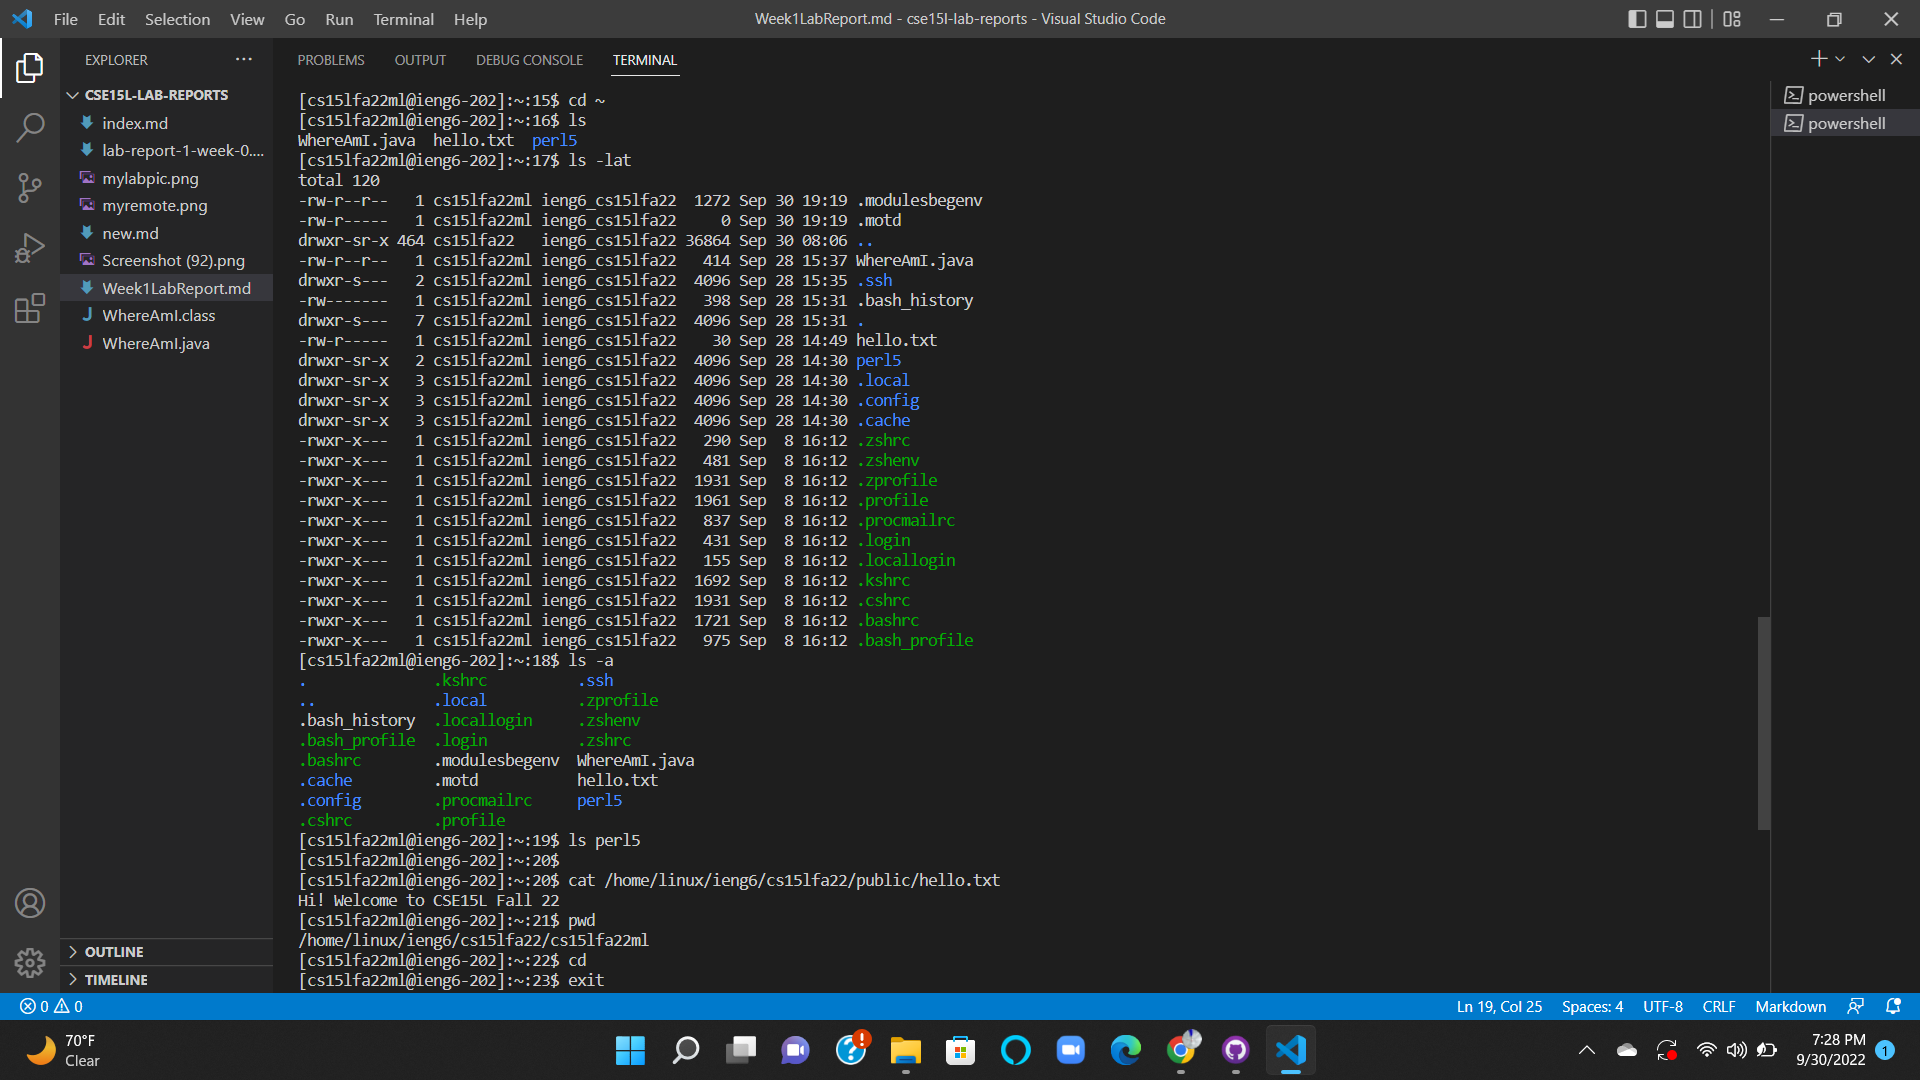 File Edit Selection View Go Run Terminal Help
Week1LabReport.md - cse15l-lab-reports - Visual Studio Code
EXPLORER
CSE15L-LAB-REPORTS
index.md
lab-report-1-week-0....
mylabpic.png
myremote.png
new.md
Screenshot (92).png
Week1LabReport.md
WhereAmI.class
WhereAmI.java
OUTLINE
TIMELINE
PROBLEMS OUTPUT DEBUG CONSOLE TERMINAL
[cs15lfa22ml@ieng6-202]:~:15$ cd ~
[cs15lfa22ml@ieng6-202]:~:16$ ls
WhereAmI.java  hello.txt  perl5
[cs15lfa22ml@ieng6-202]:~:17$ ls -lat
total 120
-rw-r--r--   1 cs15lfa22ml ieng6_cs15lfa22  1272 Sep 30 19:19 .modulesbegenv
-rw-r-----   1 cs15lfa22ml ieng6_cs15lfa22     0 Sep 30 19:19 .motd
drwxr-sr-x 464 cs15lfa22   ieng6_cs15lfa22 36864 Sep 30 08:06 ..
-rw-r--r--   1 cs15lfa22ml ieng6_cs15lfa22   414 Sep 28 15:37 WhereAmI.java
drwxr-s---   2 cs15lfa22ml ieng6_cs15lfa22  4096 Sep 28 15:35 .ssh
-rw-------   1 cs15lfa22ml ieng6_cs15lfa22   398 Sep 28 15:31 .bash_history
drwxr-s---   7 cs15lfa22ml ieng6_cs15lfa22  4096 Sep 28 15:31 .
-rw-r-----   1 cs15lfa22ml ieng6_cs15lfa22    30 Sep 28 14:49 hello.txt
drwxr-sr-x   2 cs15lfa22ml ieng6_cs15lfa22  4096 Sep 28 14:30 perl5
drwxr-sr-x   3 cs15lfa22ml ieng6_cs15lfa22  4096 Sep 28 14:30 .local
drwxr-sr-x   3 cs15lfa22ml ieng6_cs15lfa22  4096 Sep 28 14:30 .config
drwxr-sr-x   3 cs15lfa22ml ieng6_cs15lfa22  4096 Sep 28 14:30 .cache
-rwxr-x---   1 cs15lfa22ml ieng6_cs15lfa22   290 Sep  8 16:12 .zshrc
-rwxr-x---   1 cs15lfa22ml ieng6_cs15lfa22   481 Sep  8 16:12 .zshenv
-rwxr-x---   1 cs15lfa22ml ieng6_cs15lfa22  1931 Sep  8 16:12 .zprofile
-rwxr-x---   1 cs15lfa22ml ieng6_cs15lfa22  1961 Sep  8 16:12 .profile
-rwxr-x---   1 cs15lfa22ml ieng6_cs15lfa22   837 Sep  8 16:12 .procmailrc
-rwxr-x---   1 cs15lfa22ml ieng6_cs15lfa22   431 Sep  8 16:12 .login
-rwxr-x---   1 cs15lfa22ml ieng6_cs15lfa22   155 Sep  8 16:12 .locallogin
-rwxr-x---   1 cs15lfa22ml ieng6_cs15lfa22  1692 Sep  8 16:12 .kshrc
-rwxr-x---   1 cs15lfa22ml ieng6_cs15lfa22  1931 Sep  8 16:12 .cshrc
-rwxr-x---   1 cs15lfa22ml ieng6_cs15lfa22  1721 Sep  8 16:12 .bashrc
-rwxr-x---   1 cs15lfa22ml ieng6_cs15lfa22   975 Sep  8 16:12 .bash_profile
[cs15lfa22ml@ieng6-202]:~:18$ ls -a
.              .kshrc          .ssh
..             .local          .zprofile
.bash_history  .locallogin     .zshenv
.bash_profile  .login          .zshrc
.bashrc        .modulesbegenv  WhereAmI.java
.cache         .motd           hello.txt
.config        .procmailrc     perl5
.cshrc         .profile
[cs15lfa22ml@ieng6-202]:~:19$ ls perl5
[cs15lfa22ml@ieng6-202]:~:20$
[cs15lfa22ml@ieng6-202]:~:20$ cat /home/linux/ieng6/cs15lfa22/public/hello.txt
Hi! Welcome to CSE15L Fall 22
[cs15lfa22ml@ieng6-202]:~:21$ pwd
/home/linux/ieng6/cs15lfa22/cs15lfa22ml
[cs15lfa22ml@ieng6-202]:~:22$ cd
[cs15lfa22ml@ieng6-202]:~:23$ exit
powershell
powershell
0 0
Ln 19, Col 25 Spaces: 4 UTF-8 CRLF Markdown
70°F
Clear
7:28 PM
9/30/2022
1